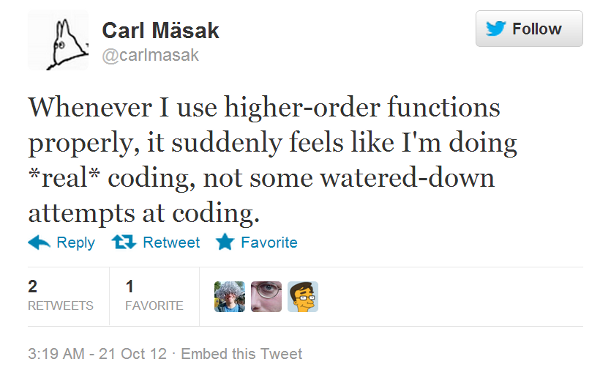 Carl Mäsak
@carlmasak
Follow
Whenever I use higher-order functions
properly, it suddenly feels like I'm doing
*real* coding, not some watered-down
attempts at coding.
Reply Retweet Favorite
2
RETWEETS
1
FAVORITE
3:19 AM - 21 Oct 12 · Embed this Tweet